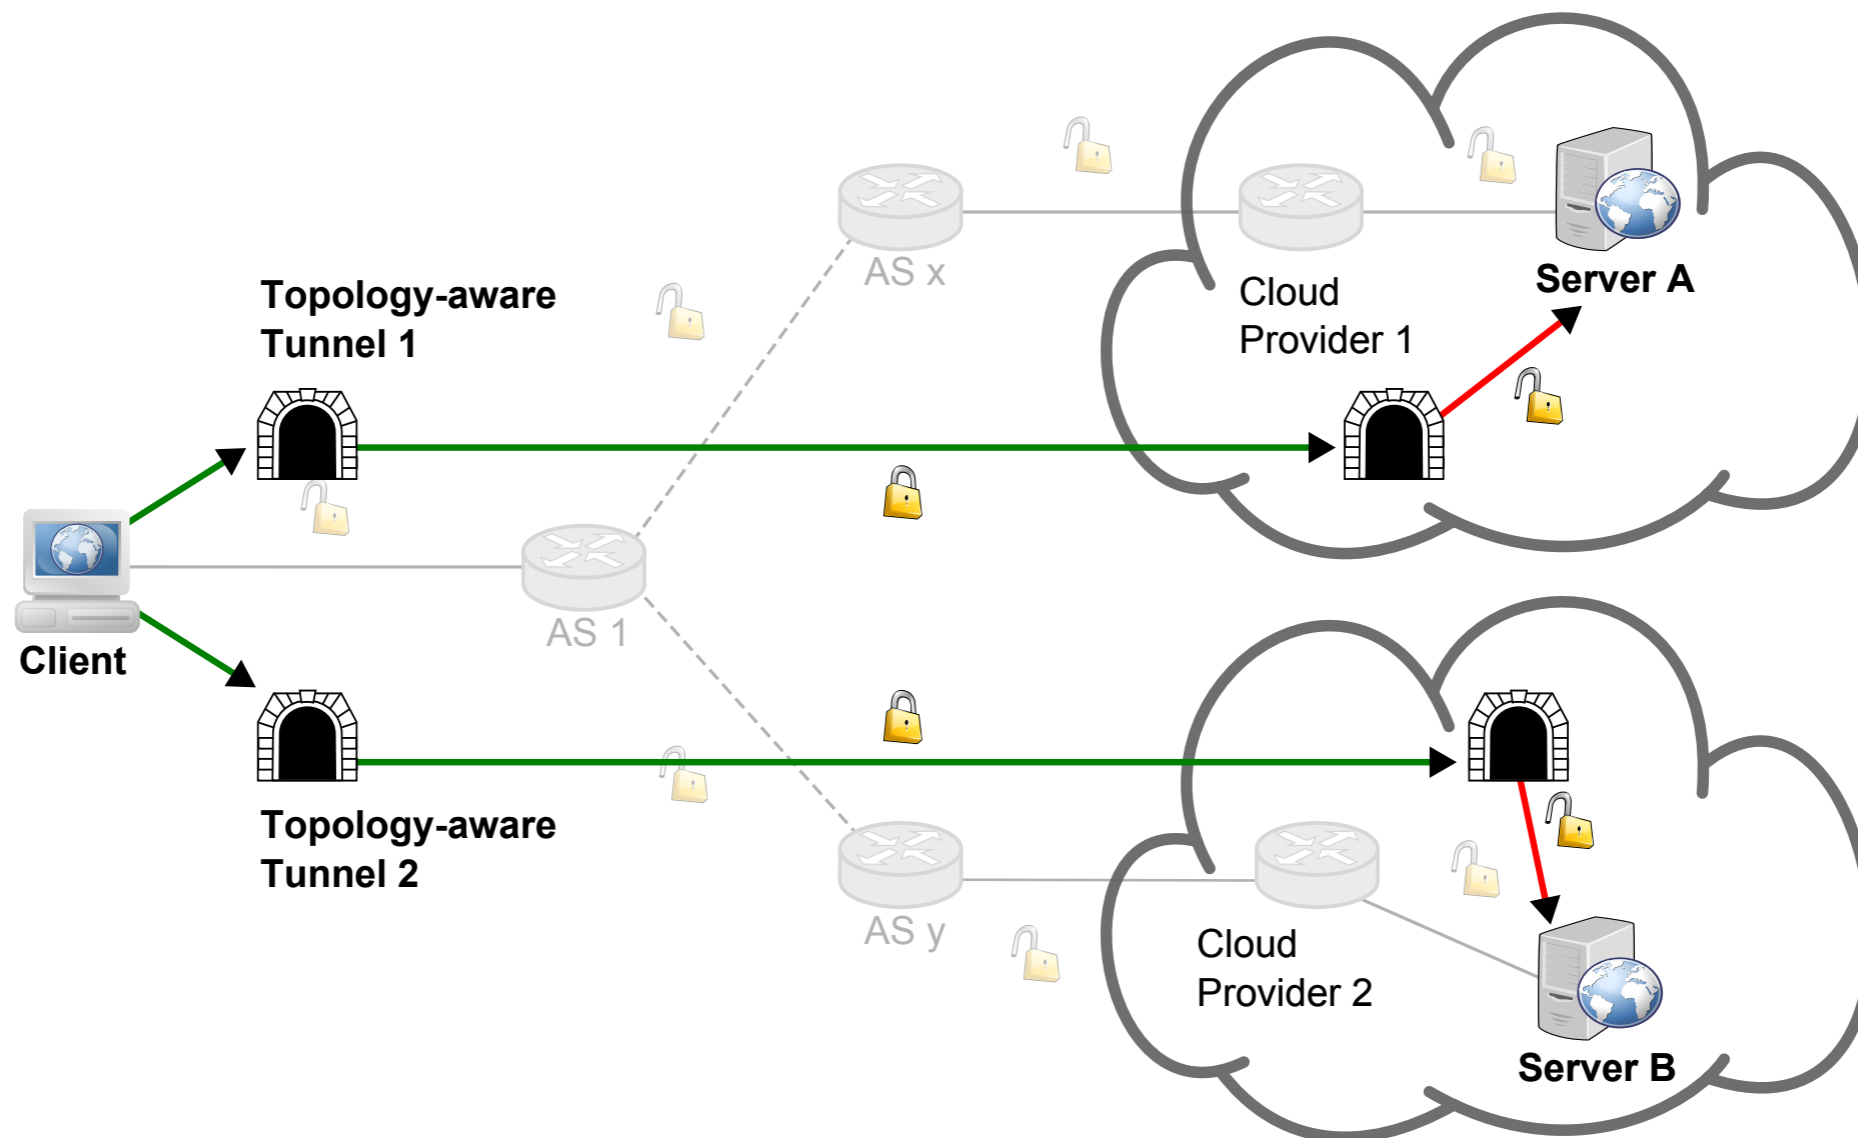 AS x
Cloud
Provider 1
Server A
Topology-aware
Tunnel 1
AS 1
Client
Topology-aware
Tunnel 2
AS y
Cloud
Provider 2
Server B